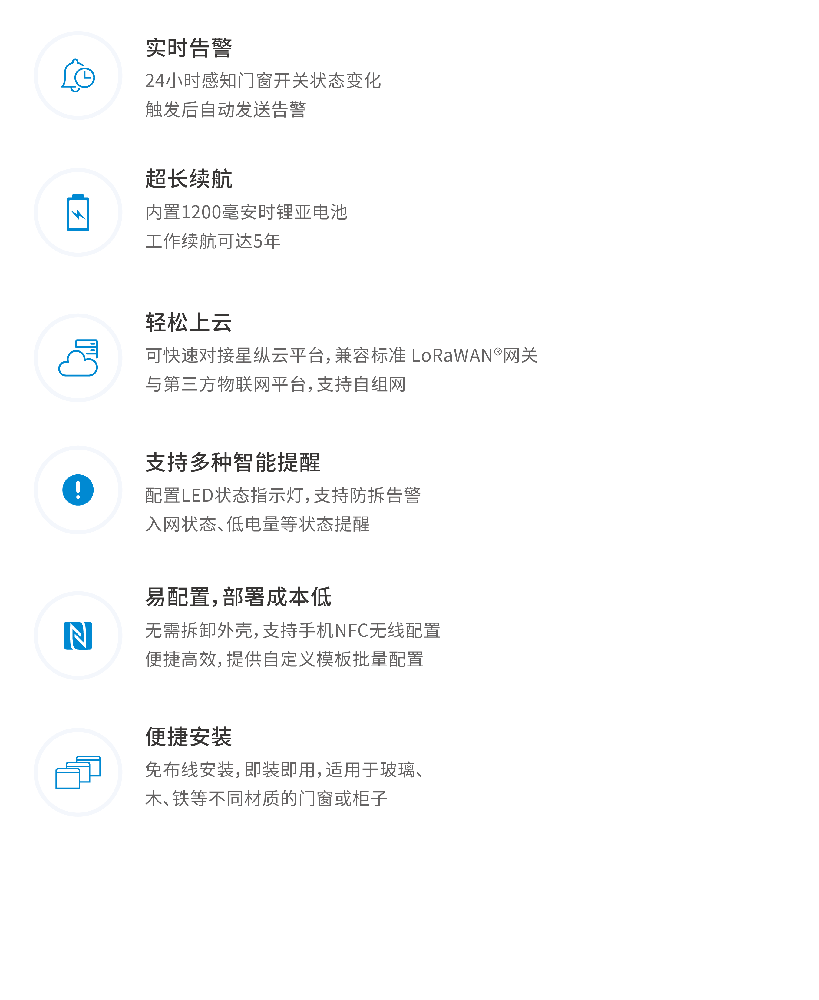 实时告警
24小时感知门窗开关状态变化
触发后自动发送告警
超长续航
内置1200毫安时锂亚电池
工作续航可达5年
轻松上云
可快速对接星纵云平台，兼容标准 LoRaWAN®网关
与第三方物联网平台，支持自组网
支持多种智能提醒
配置LED状态指示灯，支持防拆告警
入网状态、低电量等状态提醒
易配置，部署成本低
无需拆卸外壳，支持手机NFC无线配置
便捷高效，提供自定义模板批量配置
便捷安装
免布线安装，即装即用，适用于玻璃、
木、铁等不同材质的门窗或柜子